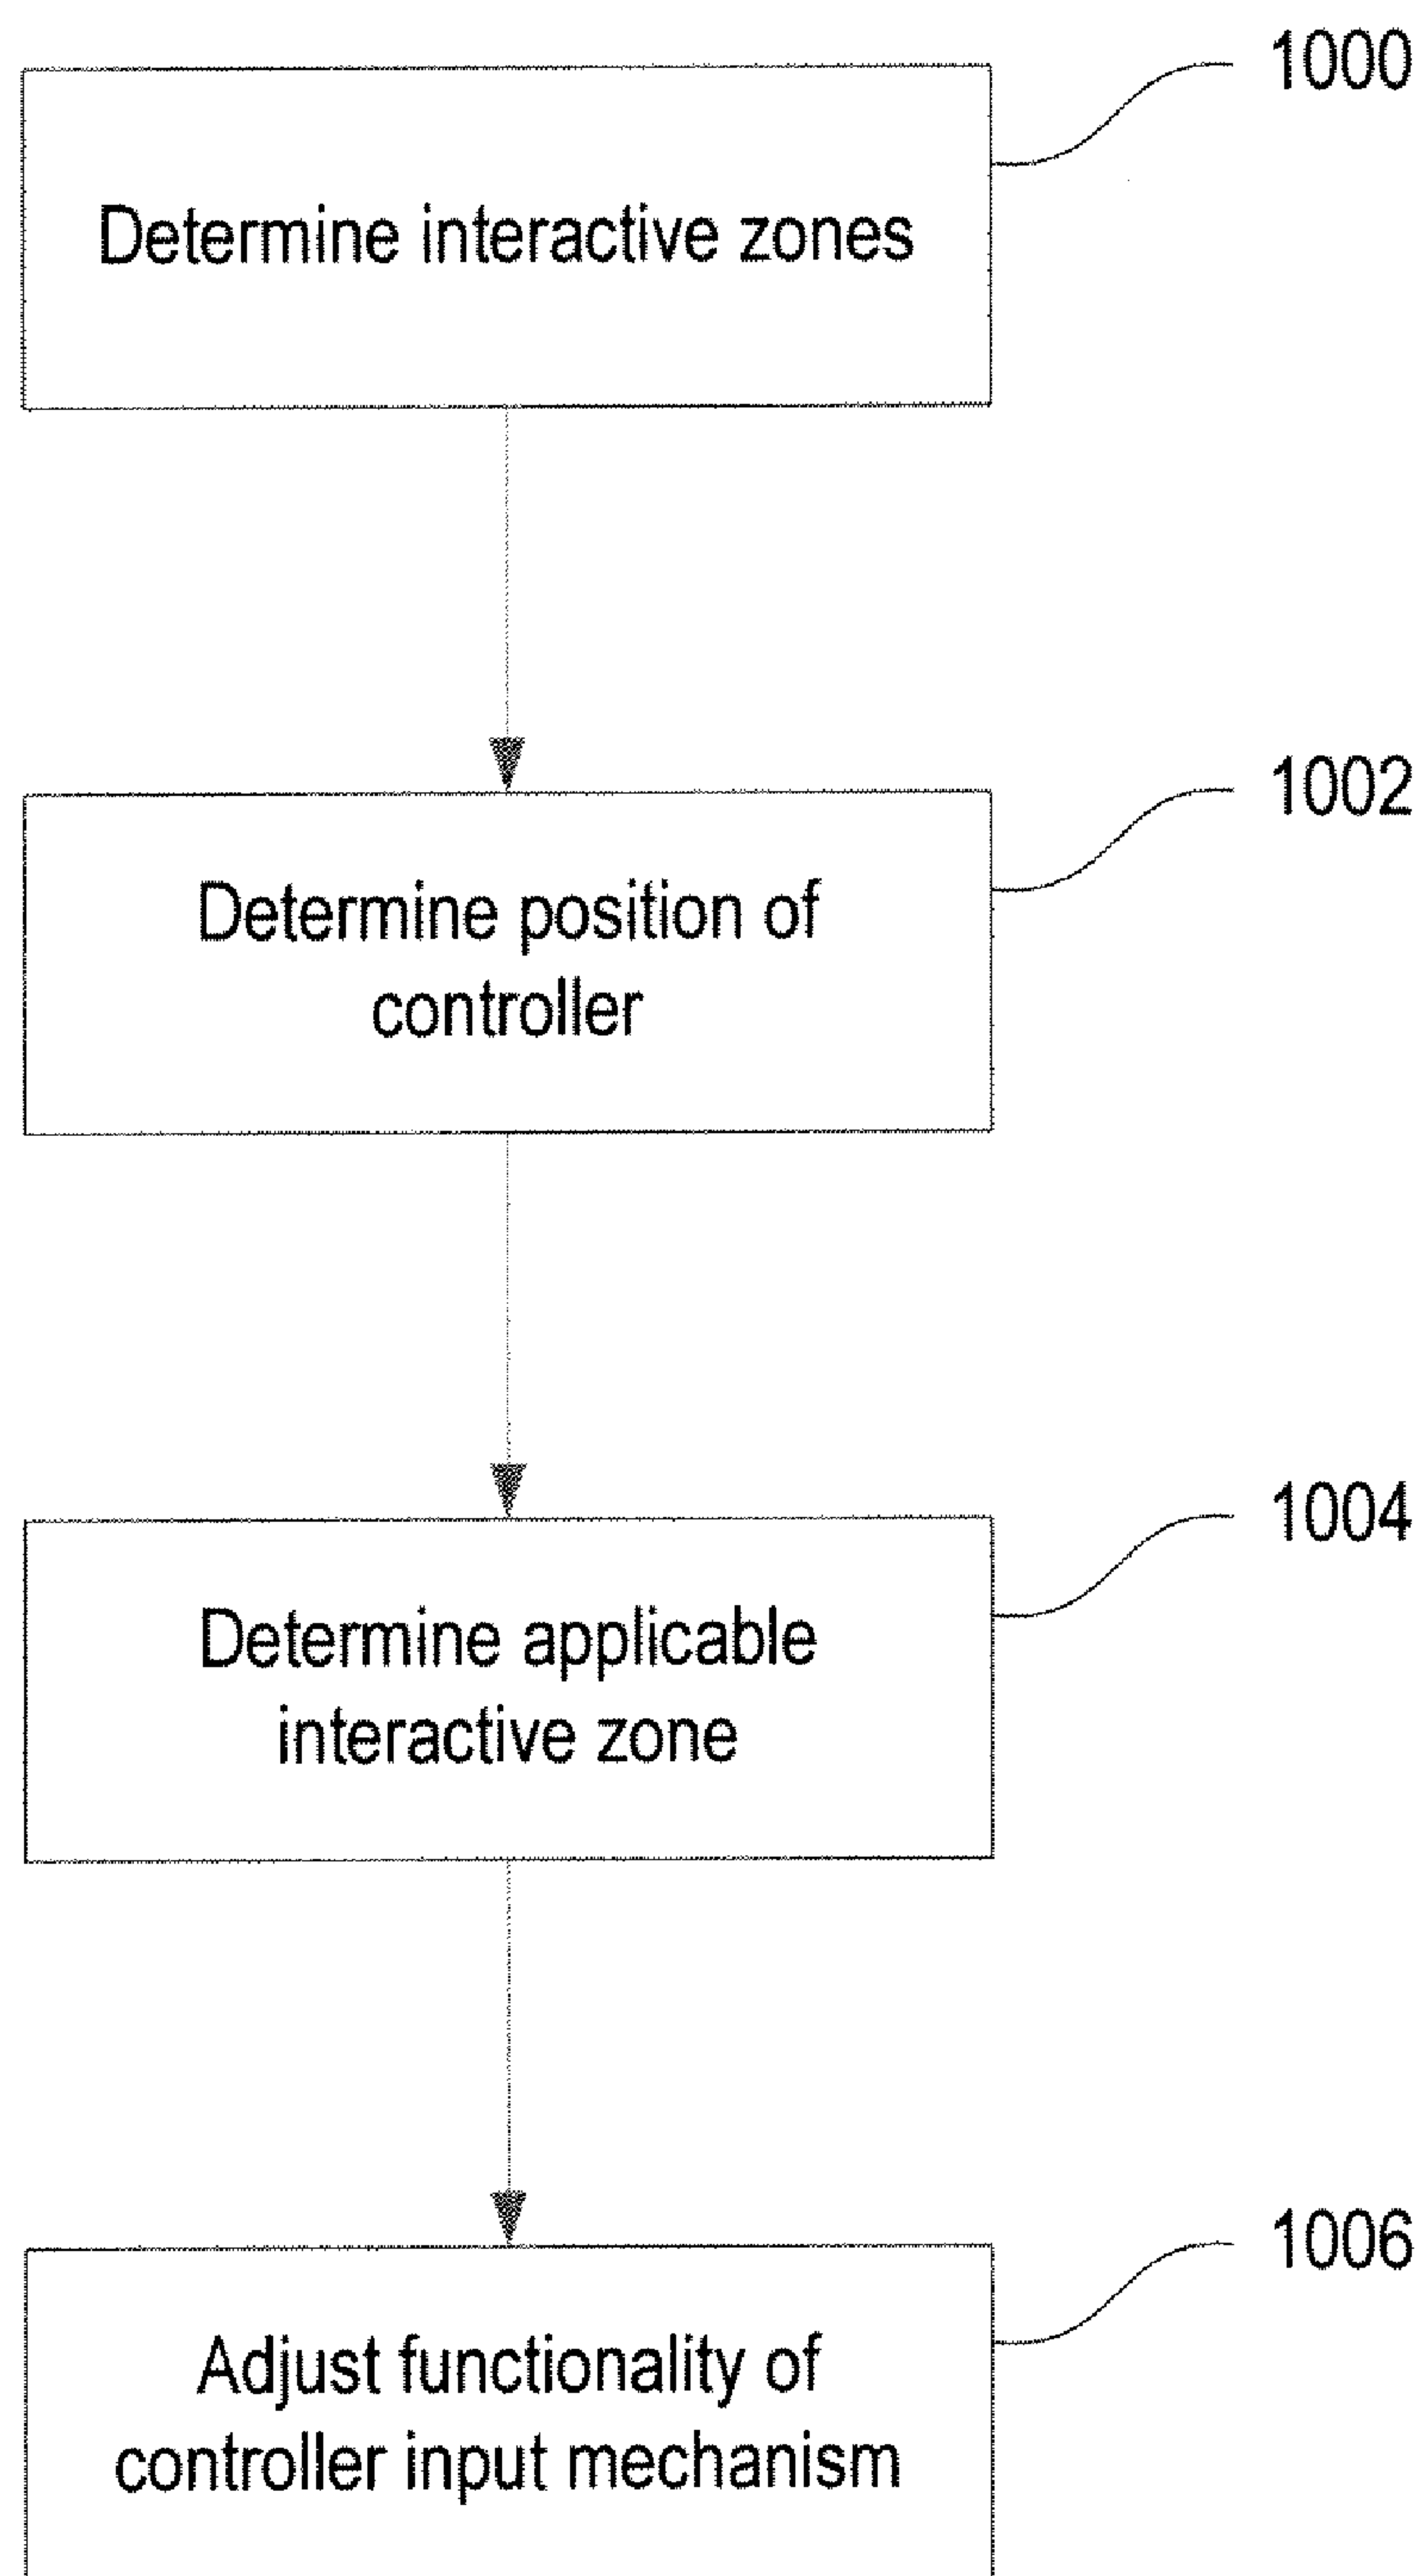 1000
Determine interactive zones
1002
Determine position of
controller
1004
Determine applicable
interactive zone
1006
Adjust functionality of
controller input mechanism